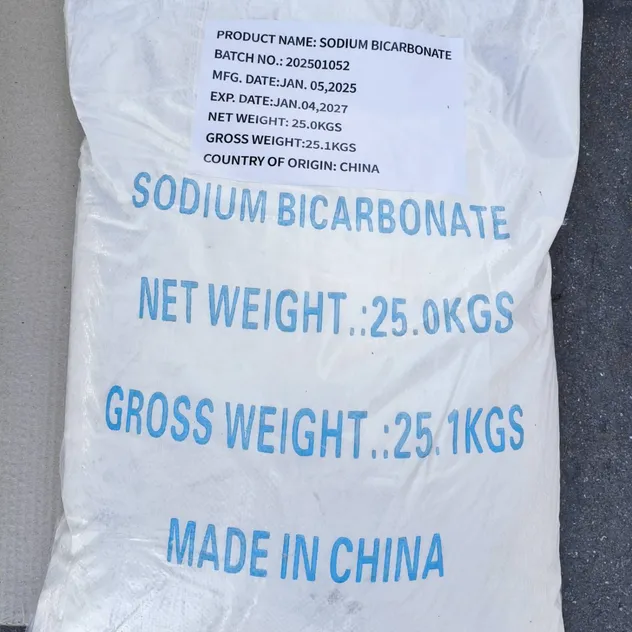 PRODUCT NAME: SODIUM BICARBONATE
BATCH NO.: 202501052
MFG. DATE:JAN. 05,2025
EXP. DATE:JAN.04,2027
NET WEIGHT: 25.0KGS
GROSS WEIGHT:25.1KGS
COUNTRY OF ORIGIN: CHINA
SODIUM BICARBONATE
NET WEIGHT.:25.0KGS
GROSS WEIGHT.:25.1KGS
MADE IN CHINA